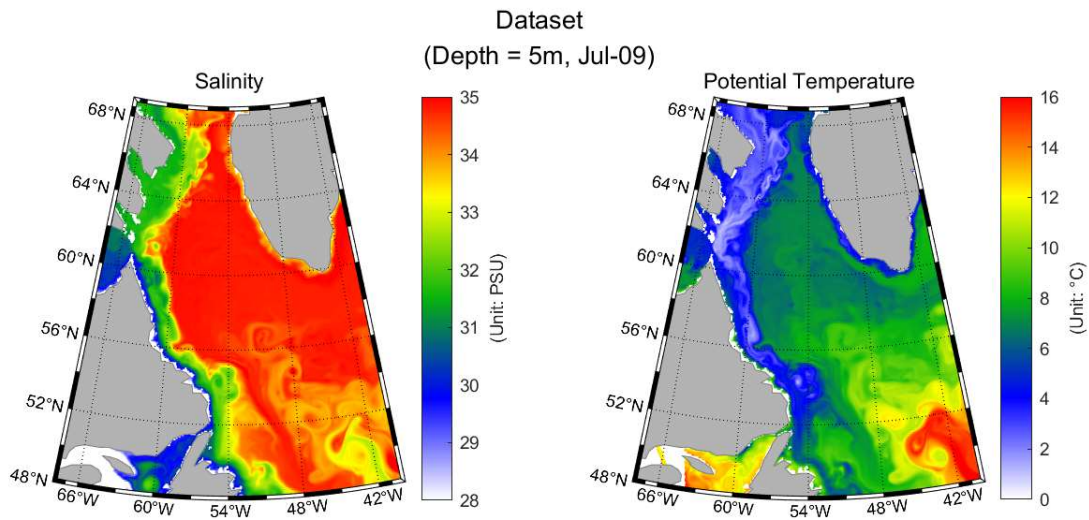 Dataset
(Depth = 5m, Jul-09)
Salinity
68°N
64°N
60°N
56°N
52°N
48°N
66°W
60°W
54°W
48°W
42°W
35
34
33
32
31
30
29
28
(Unit: PSU)
Potential Temperature
68°N
64°N
60°N
56°N
52°N
48°N
66°W
60°W
54°W
48°W
42°W
16
14
12
10
8
6
4
2
0
(Unit: °C)